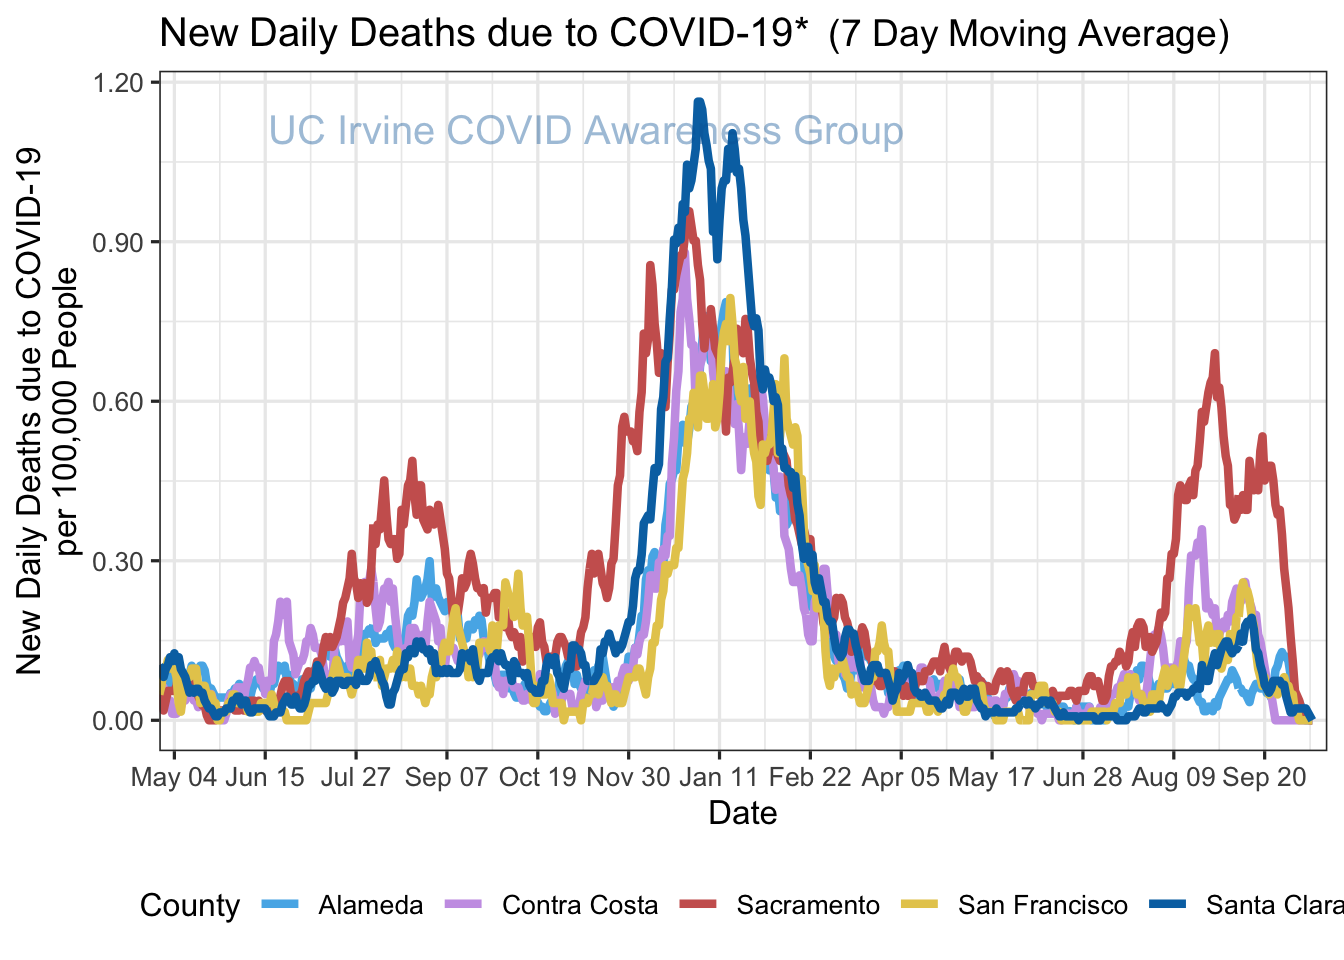 New Daily Deaths due to COVID-19* (7 Day Moving Average)
UC Irvine COVID Awareness Group
New Daily Deaths due to COVID-19
per 100,000 People
1.20
0.90
0.60
0.30
0.00
May 04 Jun 15 Jul 27 Sep 07 Oct 19 Nov 30 Jan 11 Feb 22 Apr 05 May 17 Jun 28 Aug 09 Sep 20
Date
County Alameda Contra Costa Sacramento San Francisco Santa Clara